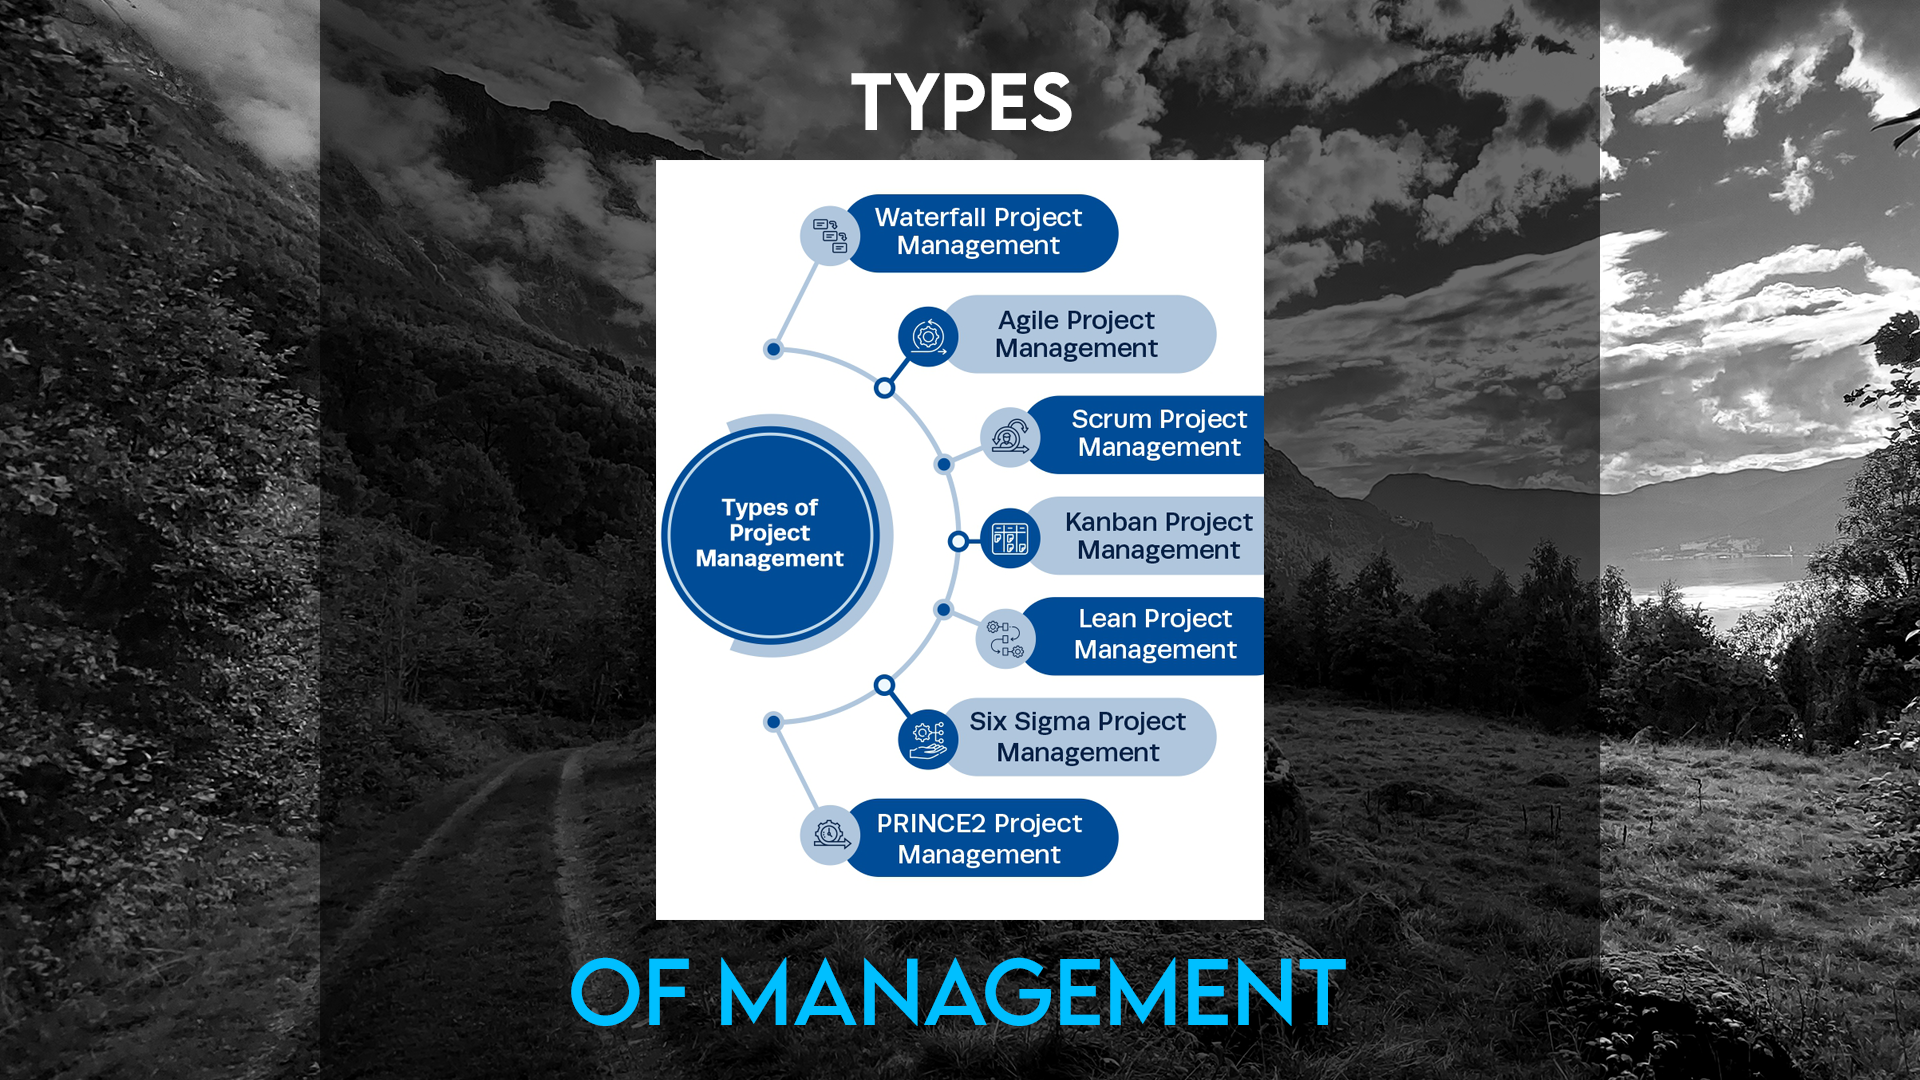 TYPES
Waterfall Project
Management
Agile Project
Management
Scrum Project
Management
Kanban Project
Management
Types of
Project
Management
Lean Project
Management
Six Sigma Project
Management
PRINCE2 Project
Management
OF MANAGEMENT